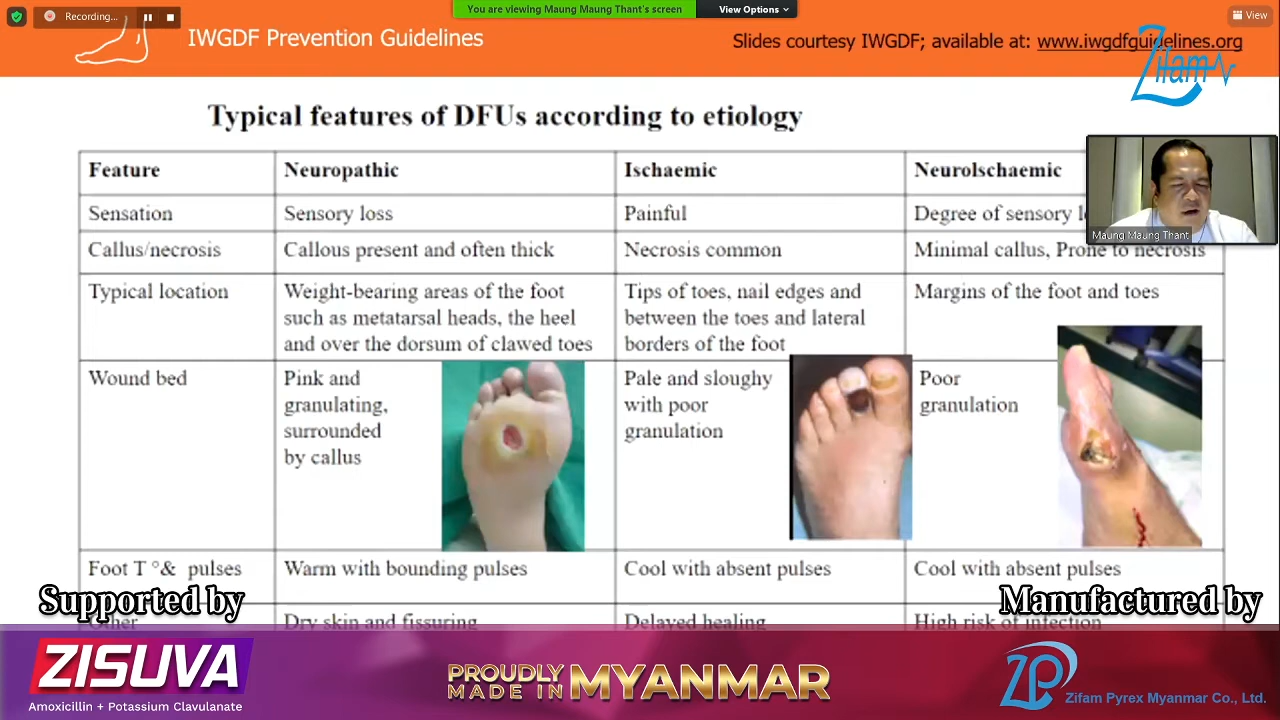 Recording...
You are viewing Maung Maung Thant's screen
View Options
View
IWGDF Prevention Guidelines
Slides courtesy IWGDF; available at: www.iwgdfguidelines.org
Zifam
Typical features of DFUs according to etiology
Feature
Neuropathic
Ischaemic
NeuroIschaemic
Sensation
Sensory loss
Painful
Degree of sensory
Maung Maung Thant
Callus/necrosis
Callous present and often thick
Necrosis common
Minimal callus, Prone to necrosis
Typical location
Weight-bearing areas of the foot
such as metatarsal heads, the heel
and over the dorsum of clawed toes
Tips of toes, nail edges and
between the toes and lateral
borders of the foot
Margins of the foot and toes
Wound bed
Pink and
granulating,
surrounded
by callus
Pale and sloughy
with poor
granulation
Poor
granulation
Foot T °& pulses
Warm with bounding pulses
Cool with absent pulses
Cool with absent pulses
Other
Dry skin and fissuring
Delayed healing
High risk of infection
Supported by
Manufactured by
ZISUVA
Amoxicillin + Potassium Clavulanate
PROUDLY
MADE IN
MYANMAR
ZP
Zifam Pyrex Myanmar Co., Ltd.